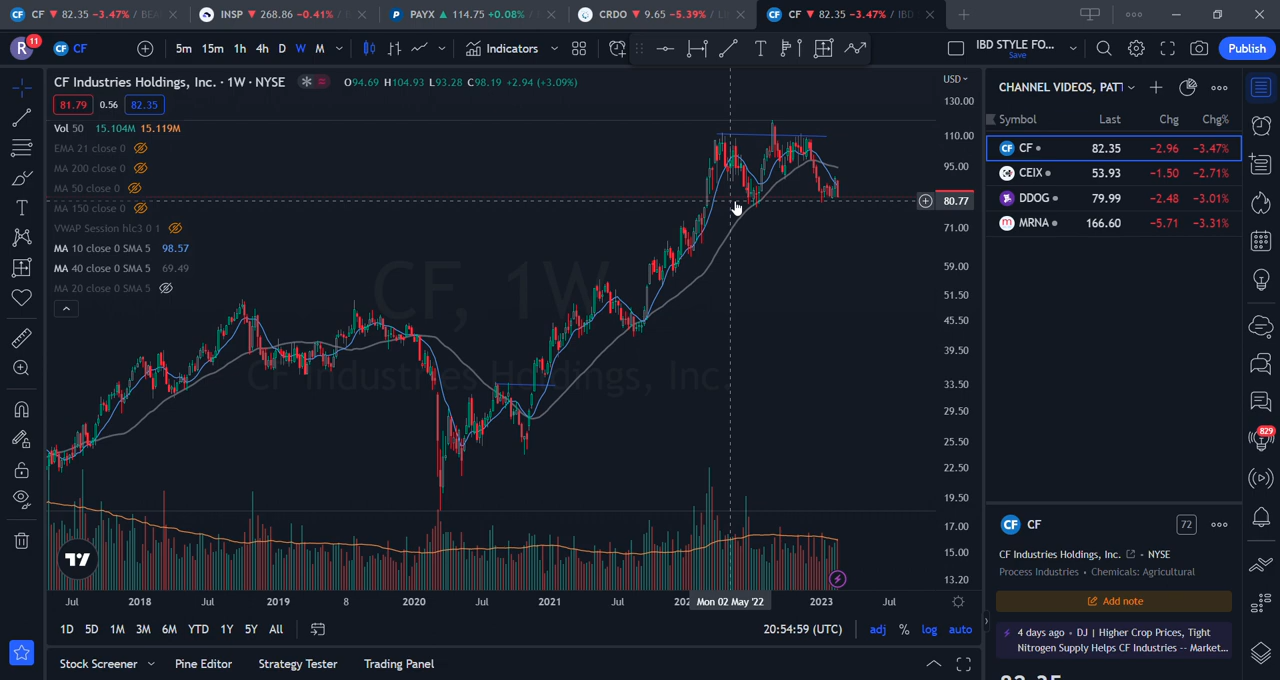 CF ▼ 82.35 −3.47% / BEA
INSP ▼ 268.86 −0.41% /
PAYX ▲ 114.75 +0.08% /
CRDO ▼ 9.65 −5.39% / L
CF ▼ 82.35 −3.47% / IBD
R 11 CF 5m 15m 1h 4h D W M Indicators T IBD STYLE FO... Save Publish
CF Industries Holdings, Inc. · 1W · NYSE O94.69 H104.93 L93.28 C98.19 +2.94 (+3.09%)
81.79 0.56 82.35
Vol 50 15.104M 15.119M
EMA 21 close 0
MA 200 close 0
MA 50 close 0
MA 150 close 0
VWAP Session hlc3 0 1
MA 10 close 0 SMA 5 98.57
MA 40 close 0 SMA 5 69.49
MA 20 close 0 SMA 5
CF, 1W
CF Industries Holdings, Inc.
USD
130.00
110.00
95.00
80.77
71.00
59.00
51.50
45.50
39.50
33.50
29.50
25.50
22.50
19.50
17.00
15.00
13.20
Jul 2018 Jul 2019 8 2020 Jul 2021 Jul 202 Mon 02 May '22 2023 Jul
1D 5D 1M 3M 6M YTD 1Y 5Y All 20:54:59 (UTC) adj % log auto
Stock Screener Pine Editor Strategy Tester Trading Panel
CHANNEL VIDEOS, PAT
Symbol Last Chg Chg%
CF 82.35 −2.96 −3.47%
CEIX 53.93 −1.50 −2.71%
DDOG 79.99 −2.48 −3.01%
MRNA 166.60 −5.71 −3.31%
829
CF 72
CF Industries Holdings, Inc. • NYSE
Process Industries • Chemicals: Agricultural
Add note
4 days ago • DJ | Higher Crop Prices, Tight
Nitrogen Supply Helps CF Industries -- Market...
82.35